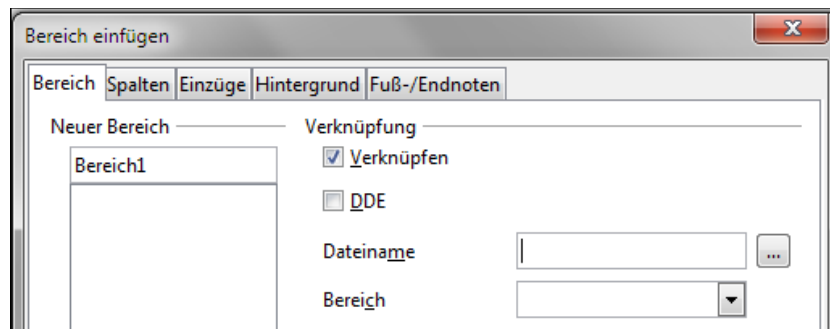 Bereich einfügen
Bereich Spalten Einzüge Hintergrund Fuß-/Endnoten
Neuer Bereich Verknüpfung
Bereich1
Verknüpfen
DDE
Dateiname ...
Bereich